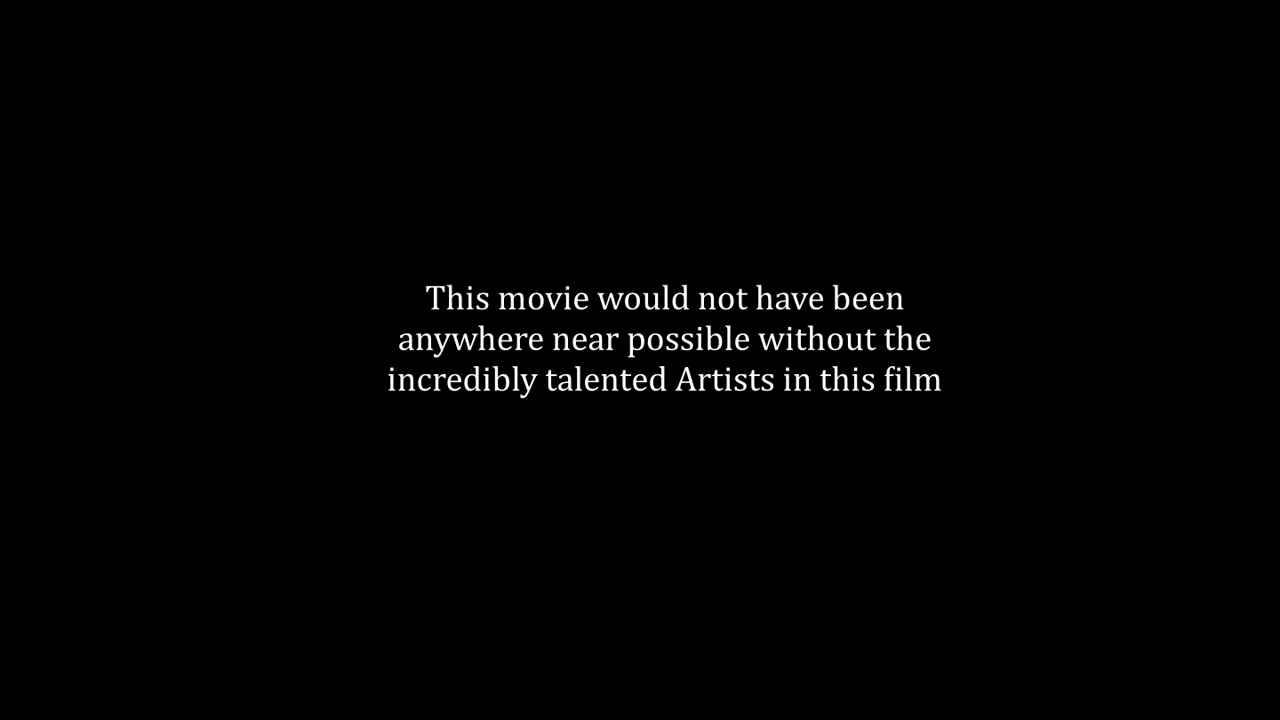 This movie would not have been
anywhere near possible without the
incredibly talented Artists in this film